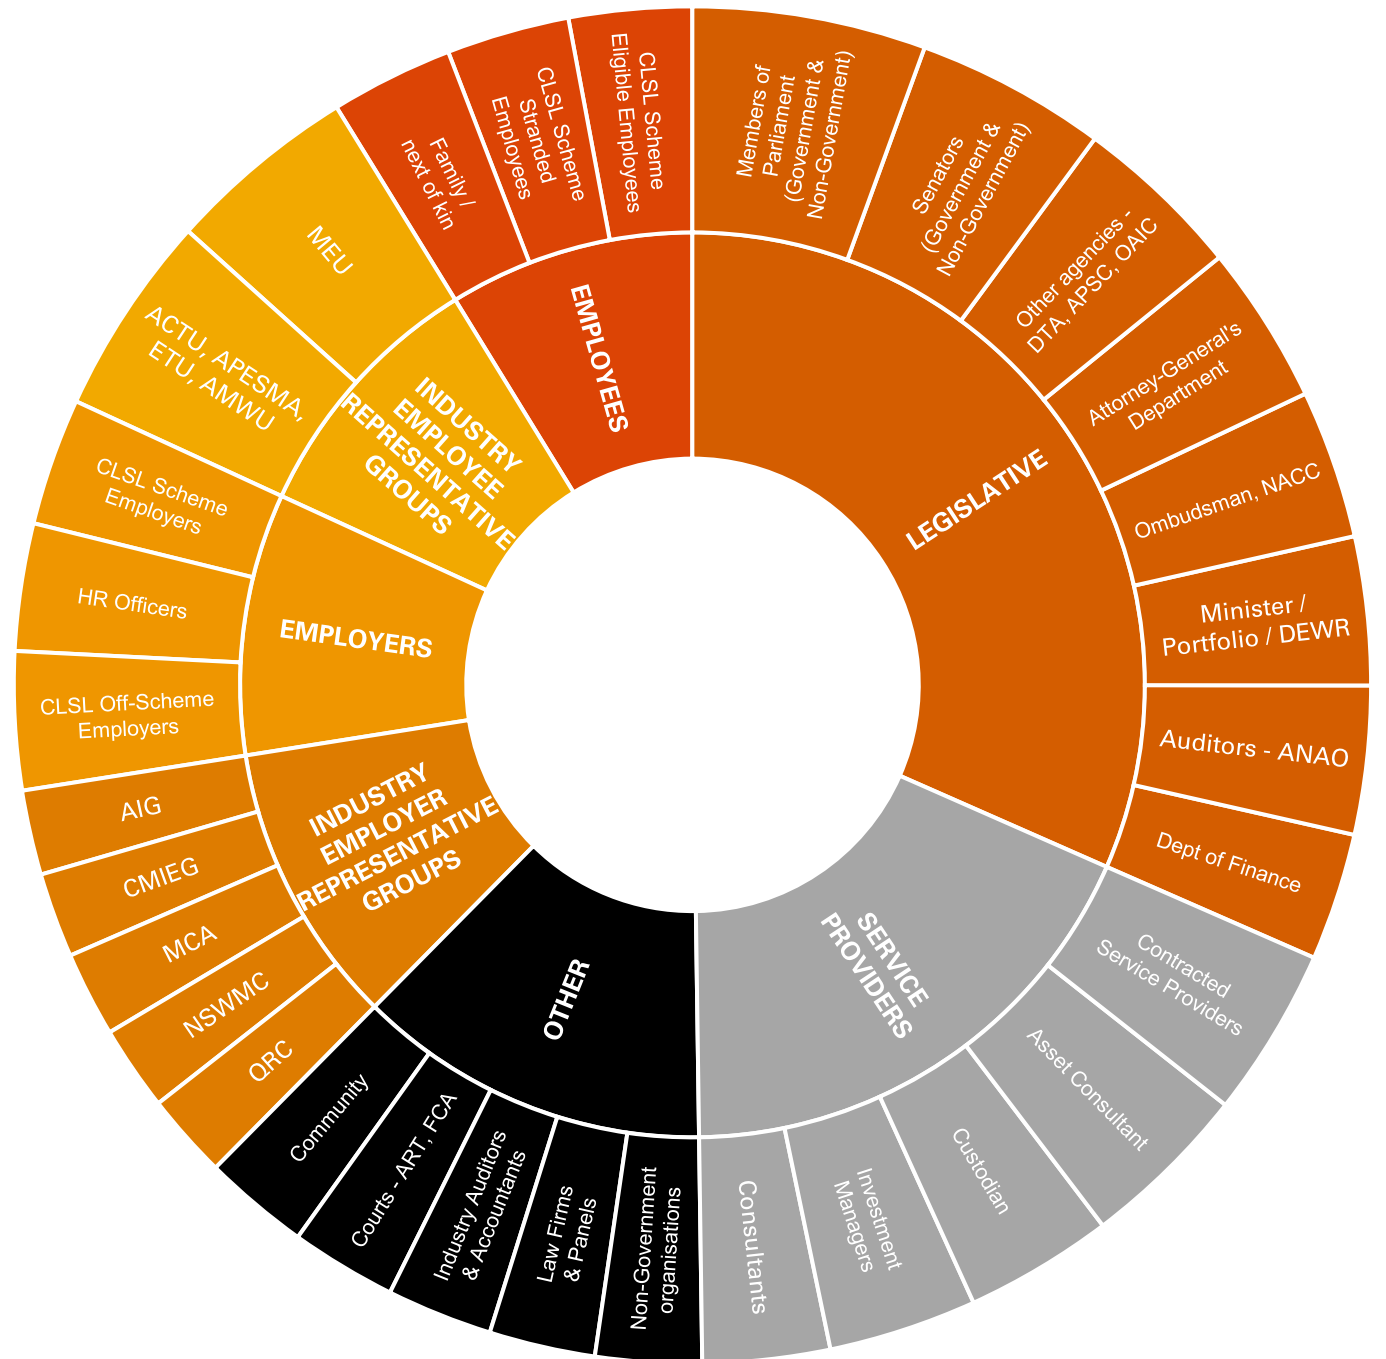 EMPLOYEES
CLSL Scheme
Eligible Employees
CLSL Scheme
Stranded
Employees
Family /
next of kin
LEGISLATIVE
Members of
Parliament
(Government &
Non-Government)
Senators
(Government &
Non-Government)
Other agencies -
DTA, APSC, OAIC
Attorney-General's
Department
Ombudsman, NACC
Minister /
Portfolio / DEWR
Auditors - ANAO
Dept of Finance
SERVICE
PROVIDERS
Contracted
Service Providers
Asset Consultant
Custodian
Investment
Managers
Consultants
OTHER
Non-Government
organisations
Law Firms
& Panels
Industry Auditors
& Accountants
Courts - ART, FCA
Community
INDUSTRY
EMPLOYER
REPRESENTATIVE
GROUPS
QRC
NSWMC
MCA
CMIEG
AIG
EMPLOYERS
CLSL Off-Scheme
Employers
HR Officers
CLSL Scheme
Employers
INDUSTRY
EMPLOYEE
REPRESENTATIVE
GROUPS
ACTU, APESMA,
ETU, AMWU
MEU